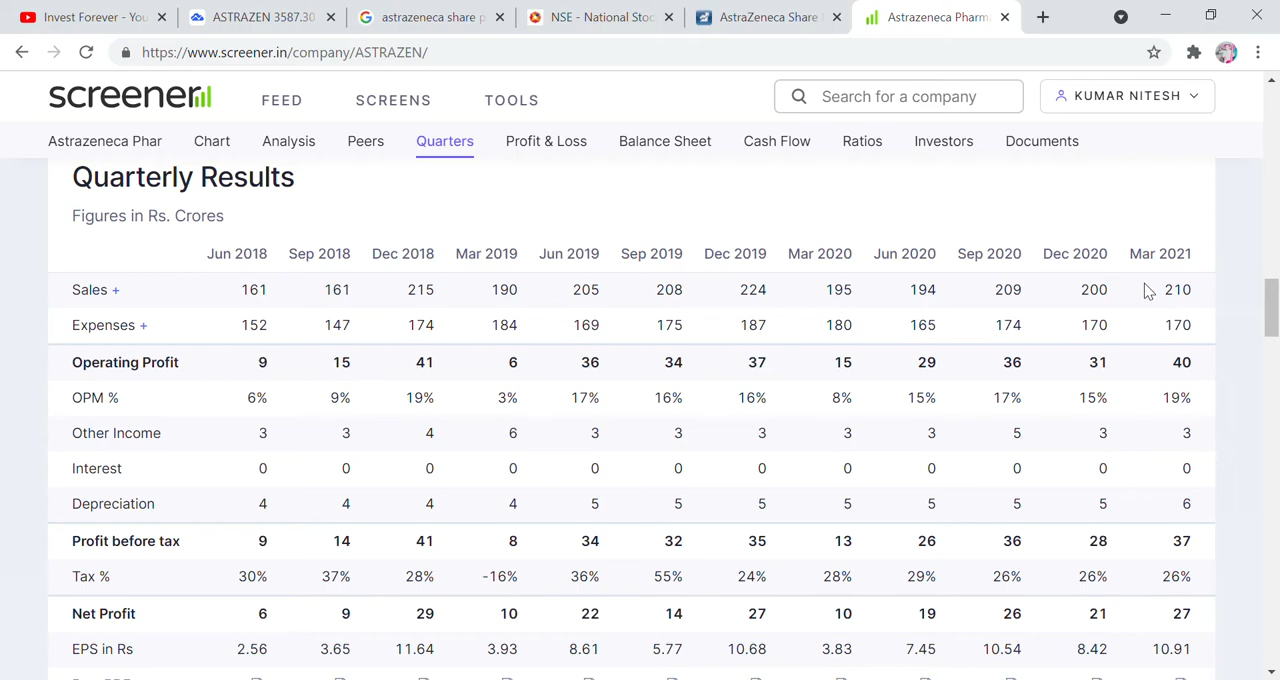 Invest Forever - You
ASTRAZEN 3587.30
astrazeneca share p
NSE - National Stoc
AstraZeneca Share
Astrazeneca Pharm
https://www.screener.in/company/ASTRAZEN/
screener
FEED SCREENS TOOLS
Search for a company
KUMAR NITESH
Astrazeneca Phar Chart Analysis Peers Quarters Profit & Loss Balance Sheet Cash Flow Ratios Investors Documents
Quarterly Results
Figures in Rs. Crores
Jun 2018 Sep 2018 Dec 2018 Mar 2019 Jun 2019 Sep 2019 Dec 2019 Mar 2020 Jun 2020 Sep 2020 Dec 2020 Mar 2021
Sales + 161 161 215 190 205 208 224 195 194 209 200 210
Expenses + 152 147 174 184 169 175 187 180 165 174 170 170
Operating Profit 9 15 41 6 36 34 37 15 29 36 31 40
OPM % 6% 9% 19% 3% 17% 16% 16% 8% 15% 17% 15% 19%
Other Income 3 3 4 6 3 3 3 3 3 5 3 3
Interest 0 0 0 0 0 0 0 0 0 0 0 0
Depreciation 4 4 4 4 5 5 5 5 5 5 5 6
Profit before tax 9 14 41 8 34 32 35 13 26 36 28 37
Tax % 30% 37% 28% -16% 36% 55% 24% 28% 29% 26% 26% 26%
Net Profit 6 9 29 10 22 14 27 10 19 26 21 27
EPS in Rs 2.56 3.65 11.64 3.93 8.61 5.77 10.68 3.83 7.45 10.54 8.42 10.91